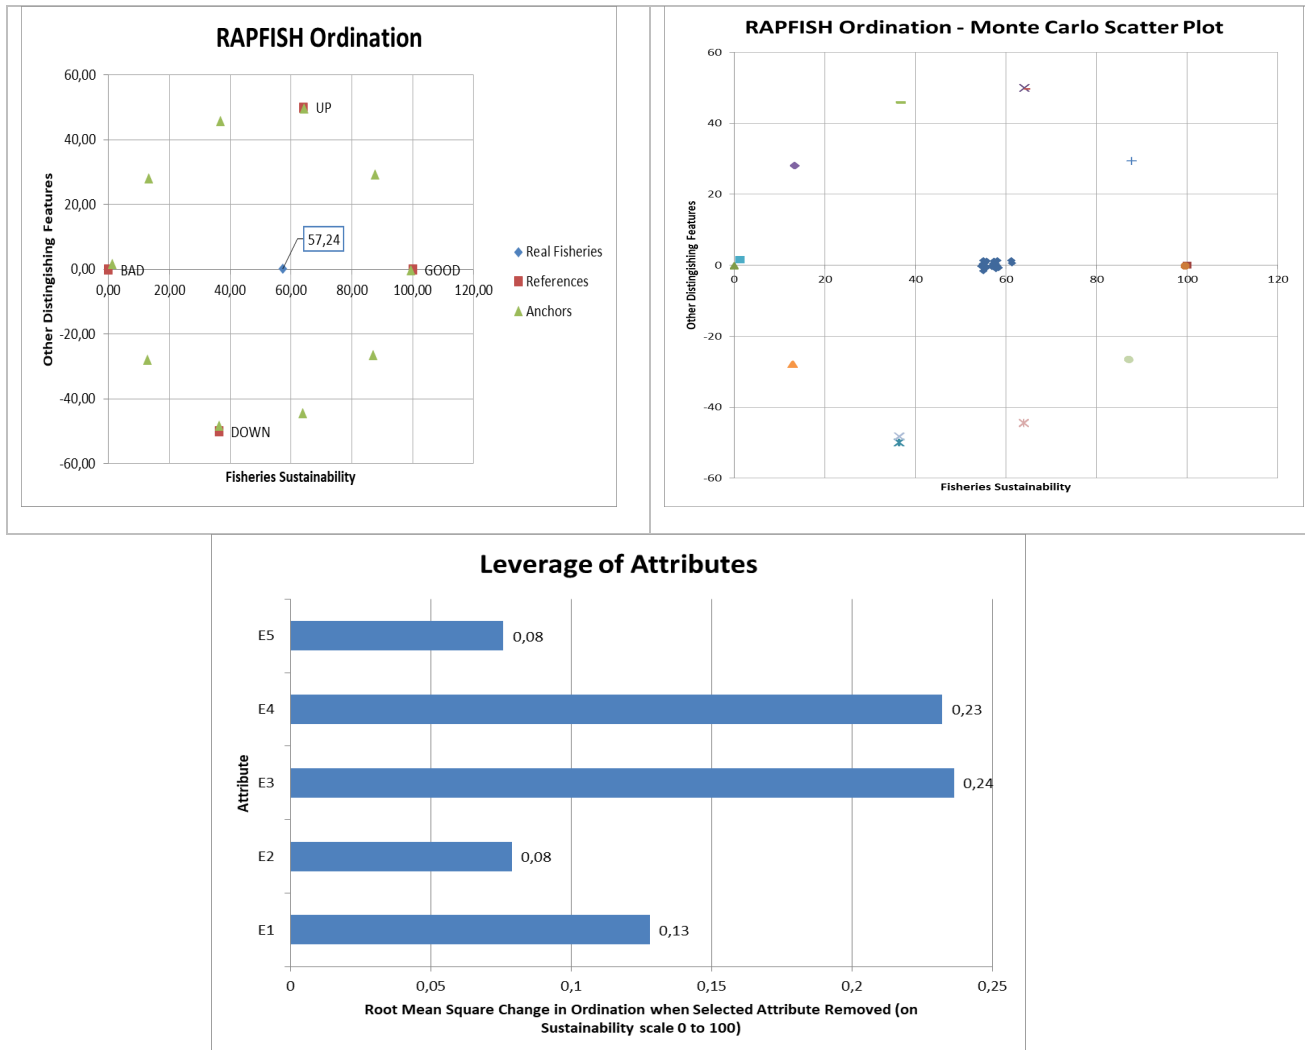 RAPFISH Ordination
60,00
40,00
20,00
0,00
-20,00
-40,00
-60,00
0,00 20,00 40,00 60,00 80,00 100,00 120,00
UP
57,24
BAD
GOOD
DOWN
Other Distingishing Features
Fisheries Sustainability
Real Fisheries
References
Anchors
RAPFISH Ordination - Monte Carlo Scatter Plot
60
40
20
0
-20
-40
-60
0 20 40 60 80 100 120
Other Distingishing Features
Fisheries Sustainability
Leverage of Attributes
Attribute
E5 0,08
E4 0,23
E3 0,24
E2 0,08
E1 0,13
0 0,05 0,1 0,15 0,2 0,25
Root Mean Square Change in Ordination when Selected Attribute Removed (on
Sustainability scale 0 to 100)